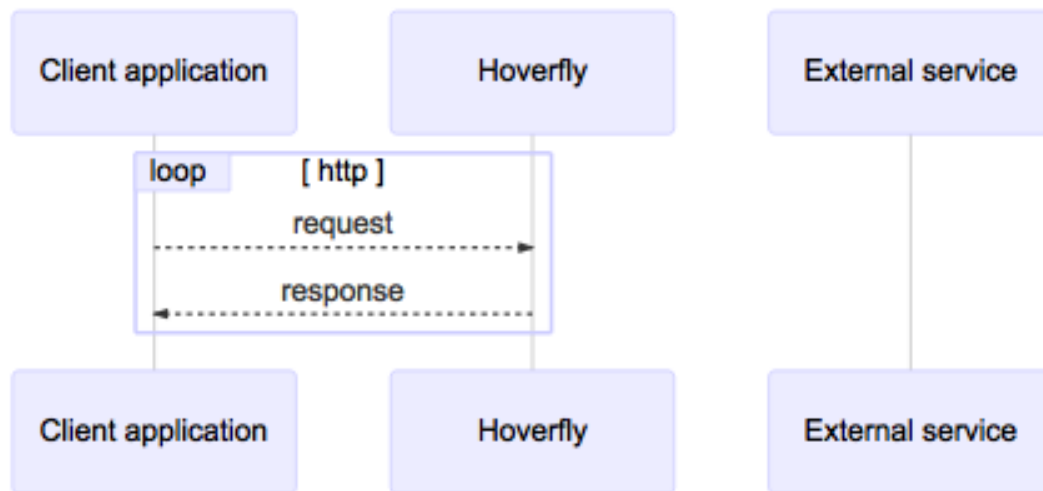 Client application
Hoverfly
External service
loop
[ http ]
request
response
Client application
Hoverfly
External service